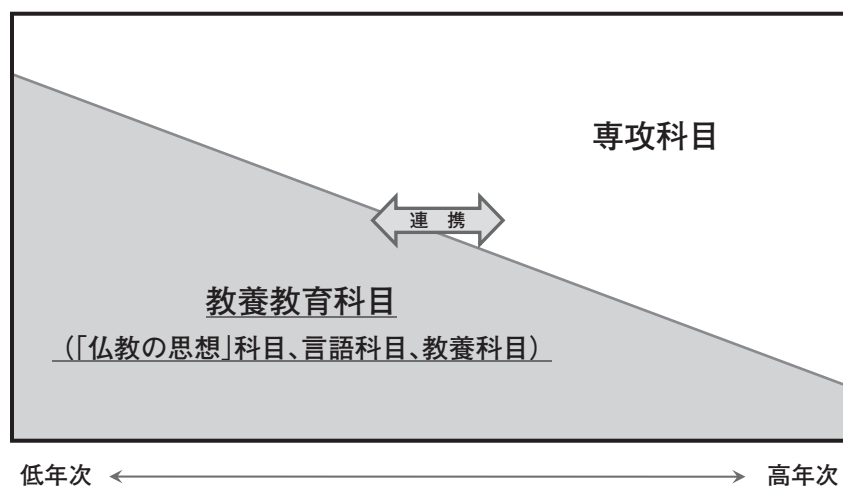 専攻科目
連 携
教養教育科目
(「仏教の思想」科目、言語科目、教養科目)
低年次 高年次